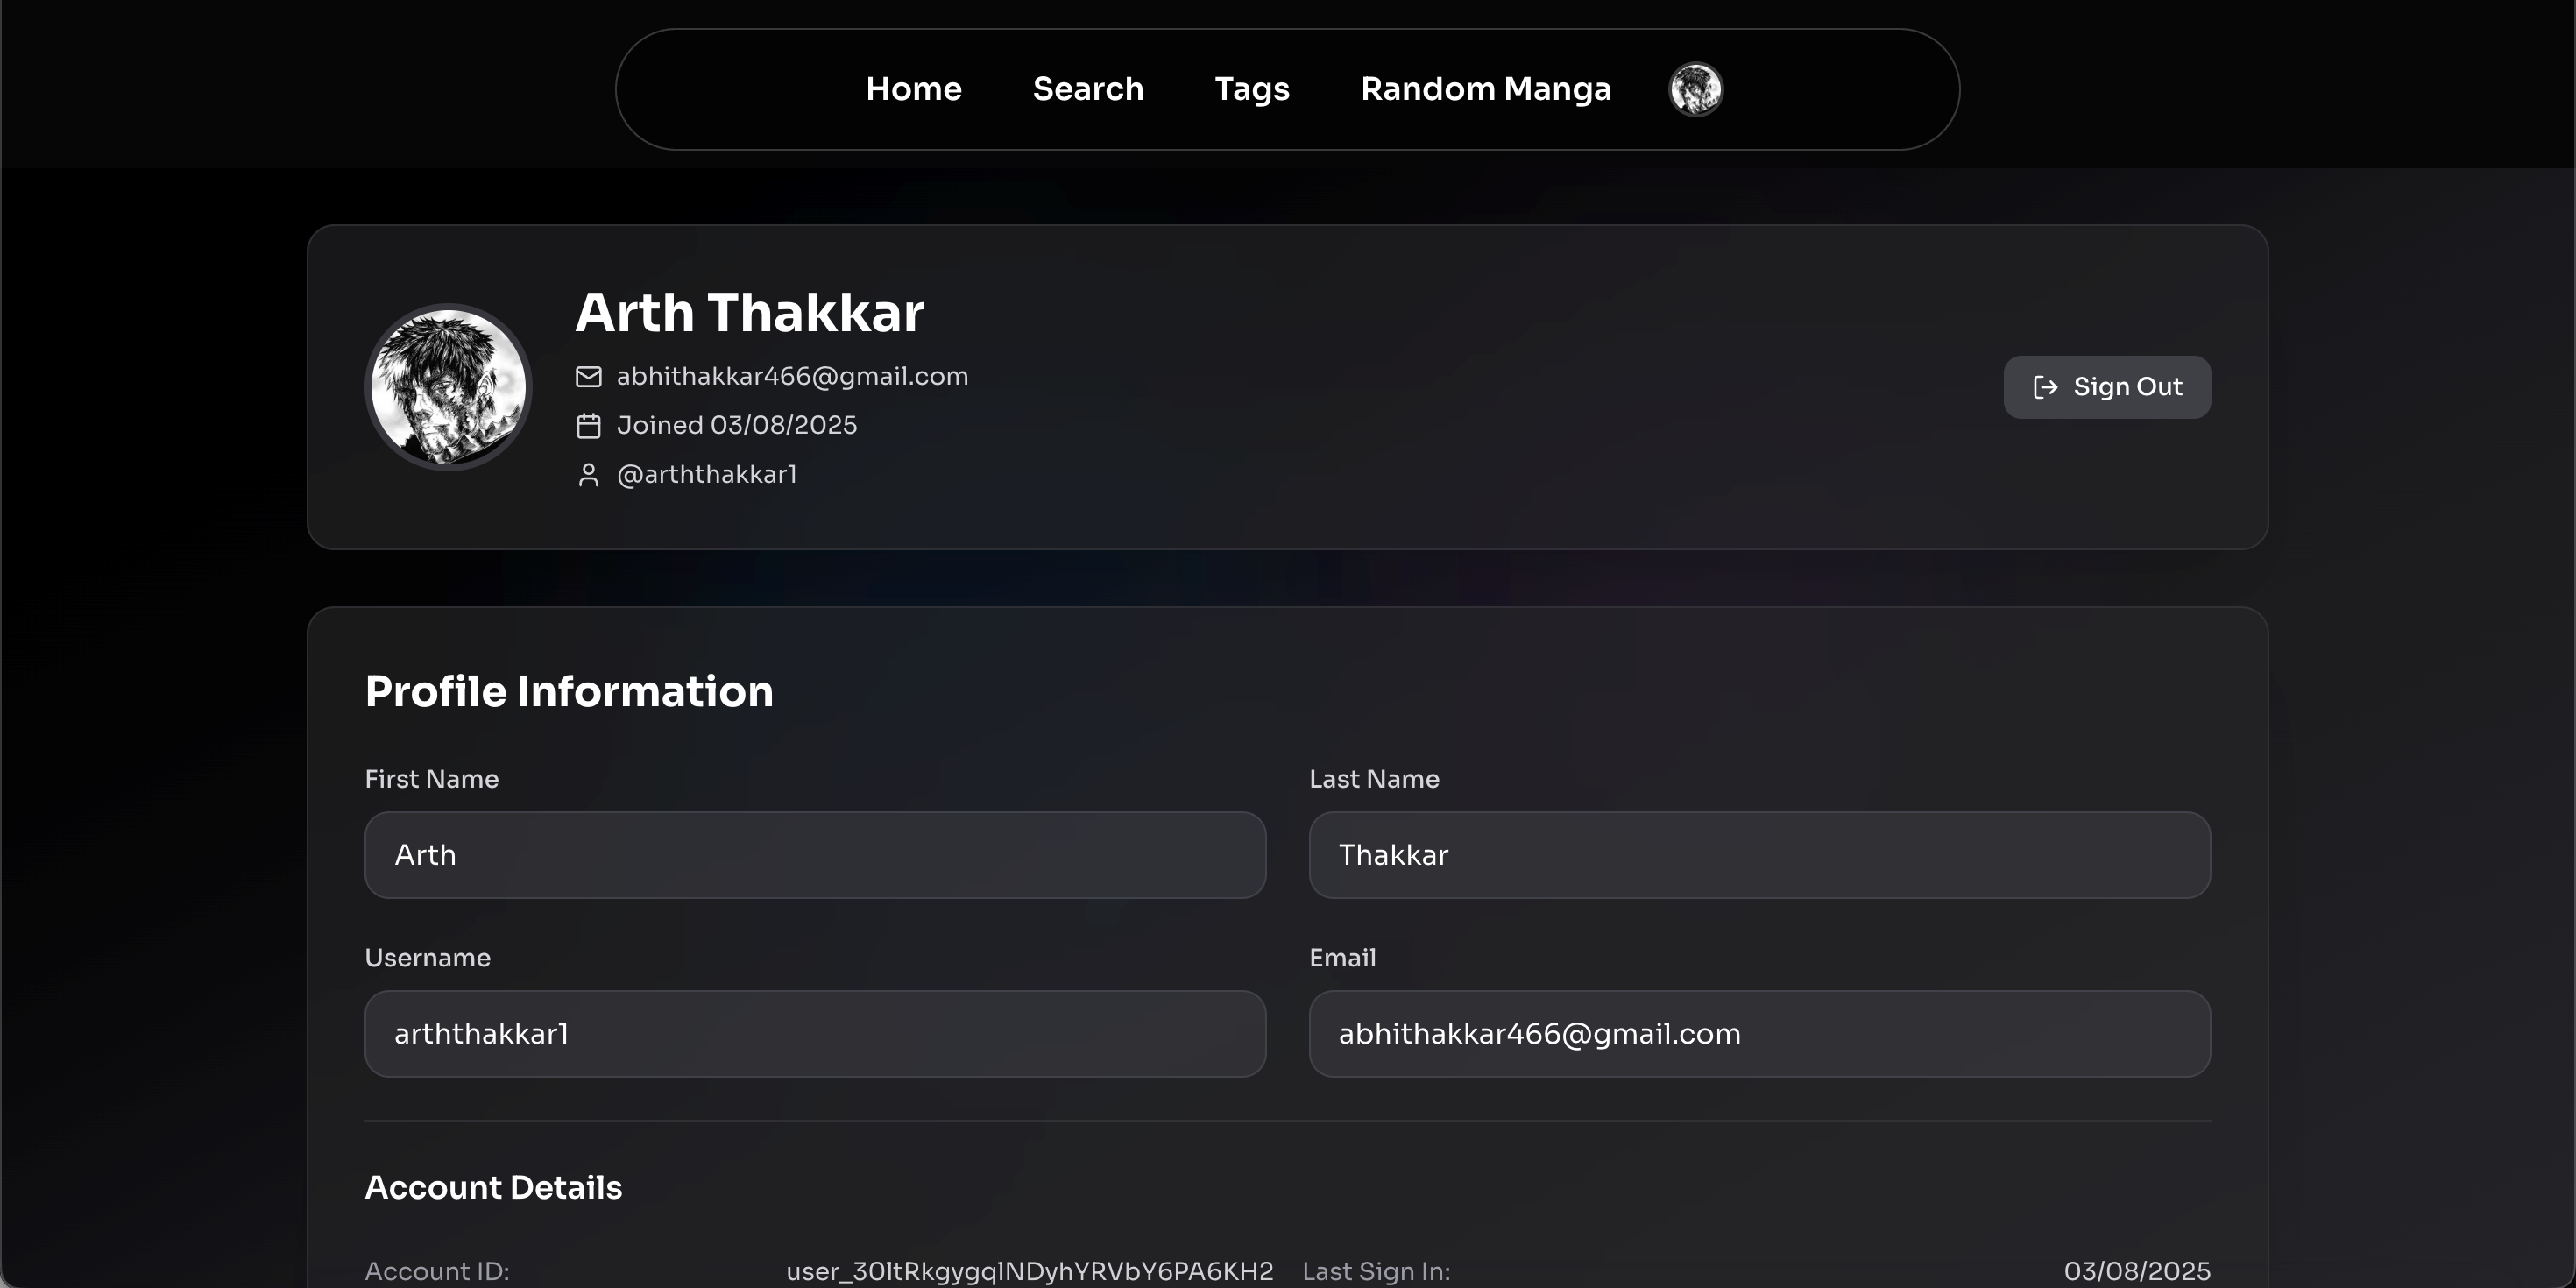 Home Search Tags Random Manga
Arth Thakkar
abhithakkar466@gmail.com
Joined 03/08/2025
@arththakkar1
Sign Out
Profile Information
First Name
Last Name
Arth
Thakkar
Username
Email
arththakkar1
abhithakkar466@gmail.com
Account Details
Account ID: user_30ltRkgygqlNDyhYRVbY6PA6KH2 Last Sign In: 03/08/2025